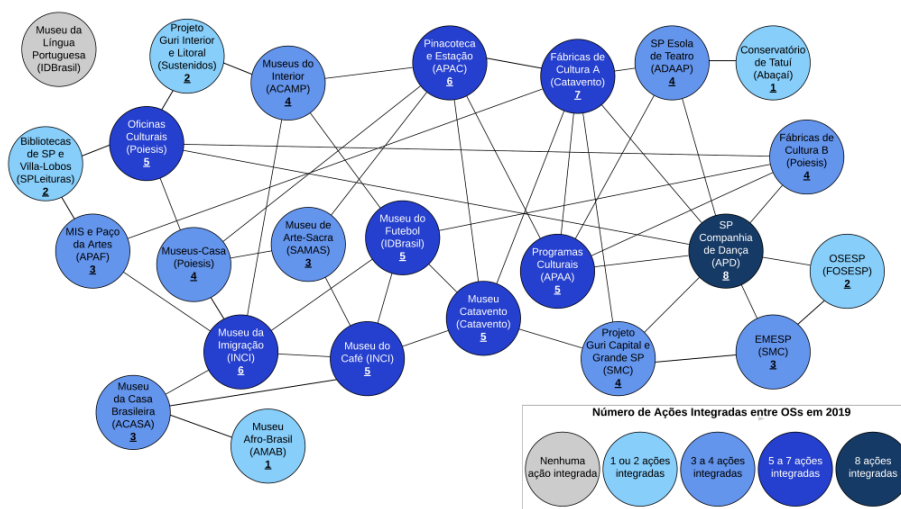 Museu da
Língua
Portuguesa
(IDBrasil)
Projeto
Guri Interior
e Litoral
(Sustenidos)
2
Museus do
Interior
(ACAMP)
4
Pinacoteca
e Estação
(APAC)
6
Fábricas de
Cultura A
(Catavento)
7
SP Escola
de Teatro
(ADAAP)
4
Conservatório
de Tatuí
(Abaçaí)
1
Oficinas
Culturais
(Poiesis)
5
Bibliotecas
de SP e
Villa-Lobos
(SPLeituras)
2
Fábricas de
Cultura B
(Poiesis)
4
MIS e Paço
da Artes
(APAF)
3
Museus-Casa
(Poiesis)
4
Museu de
Arte-Sacra
(SAMAS)
3
Museu do
Futebol
(IDBrasil)
5
Programas
Culturais
(APAA)
5
SP
Companhia
de Dança
(APD)
8
OSESP
(FOSESP)
2
Museu da
Imigração
(INCI)
6
Museu do
Café (INCI)
5
Museu
Catavento
(Catavento)
5
Projeto
Guri Capital e
Grande SP
(SMC)
4
EMESP
(SMC)
3
Museu
da Casa
Brasileira
(ACASA)
3
Museu
Afro-Brasil
(AMAB)
1
Número de Ações Integradas entre OSs em 2019
Nenhuma
ação integrada
1 ou 2 ações
integradas
3 a 4 ações
integradas
5 a 7 ações
integradas
8 ações
integradas